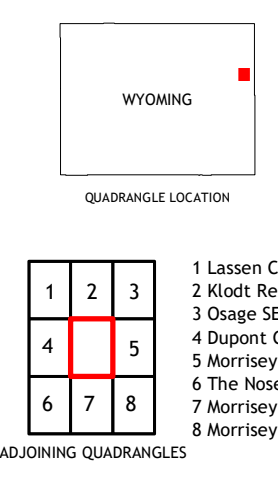 WYOMING
QUADRANGLE LOCATION
1 2 3
4 5
6 7 8
ADJOINING QUADRANGLES
1 Lassen C
2 Klodt Re
3 Osage SE
4 Dupont
5 Morrisey
6 The Nose
7 Morrisey
8 Morrisey